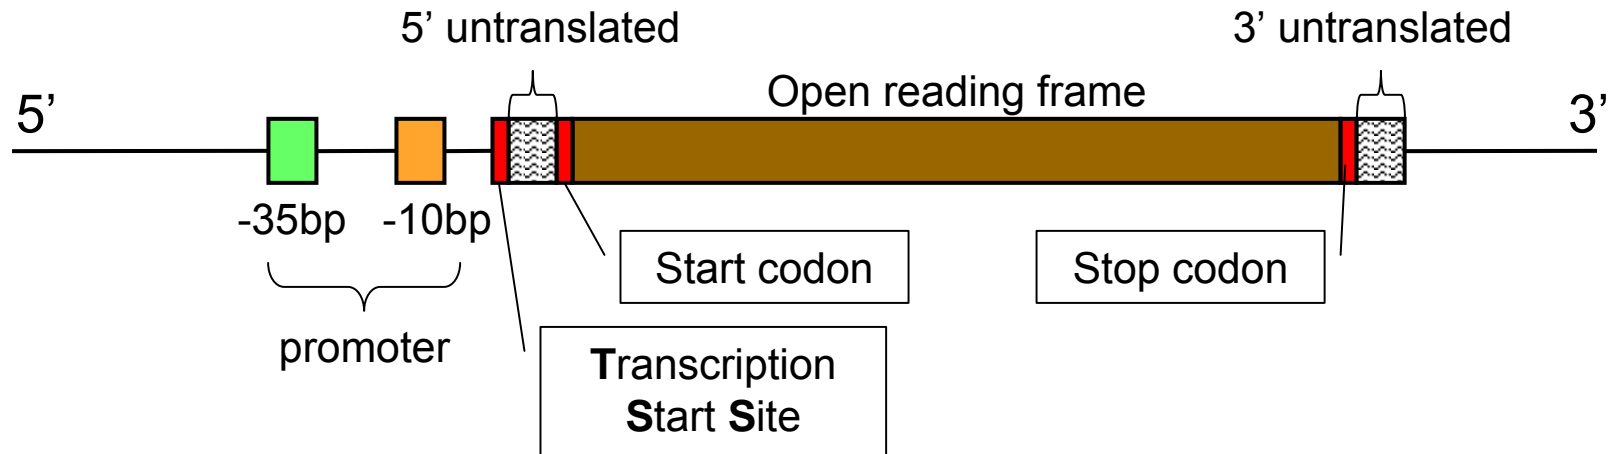 5’ untranslated
3’ untranslated
Open reading frame
5’
3’
-35bp
-10bp
Start codon
Stop codon
promoter
Transcription
Start Site